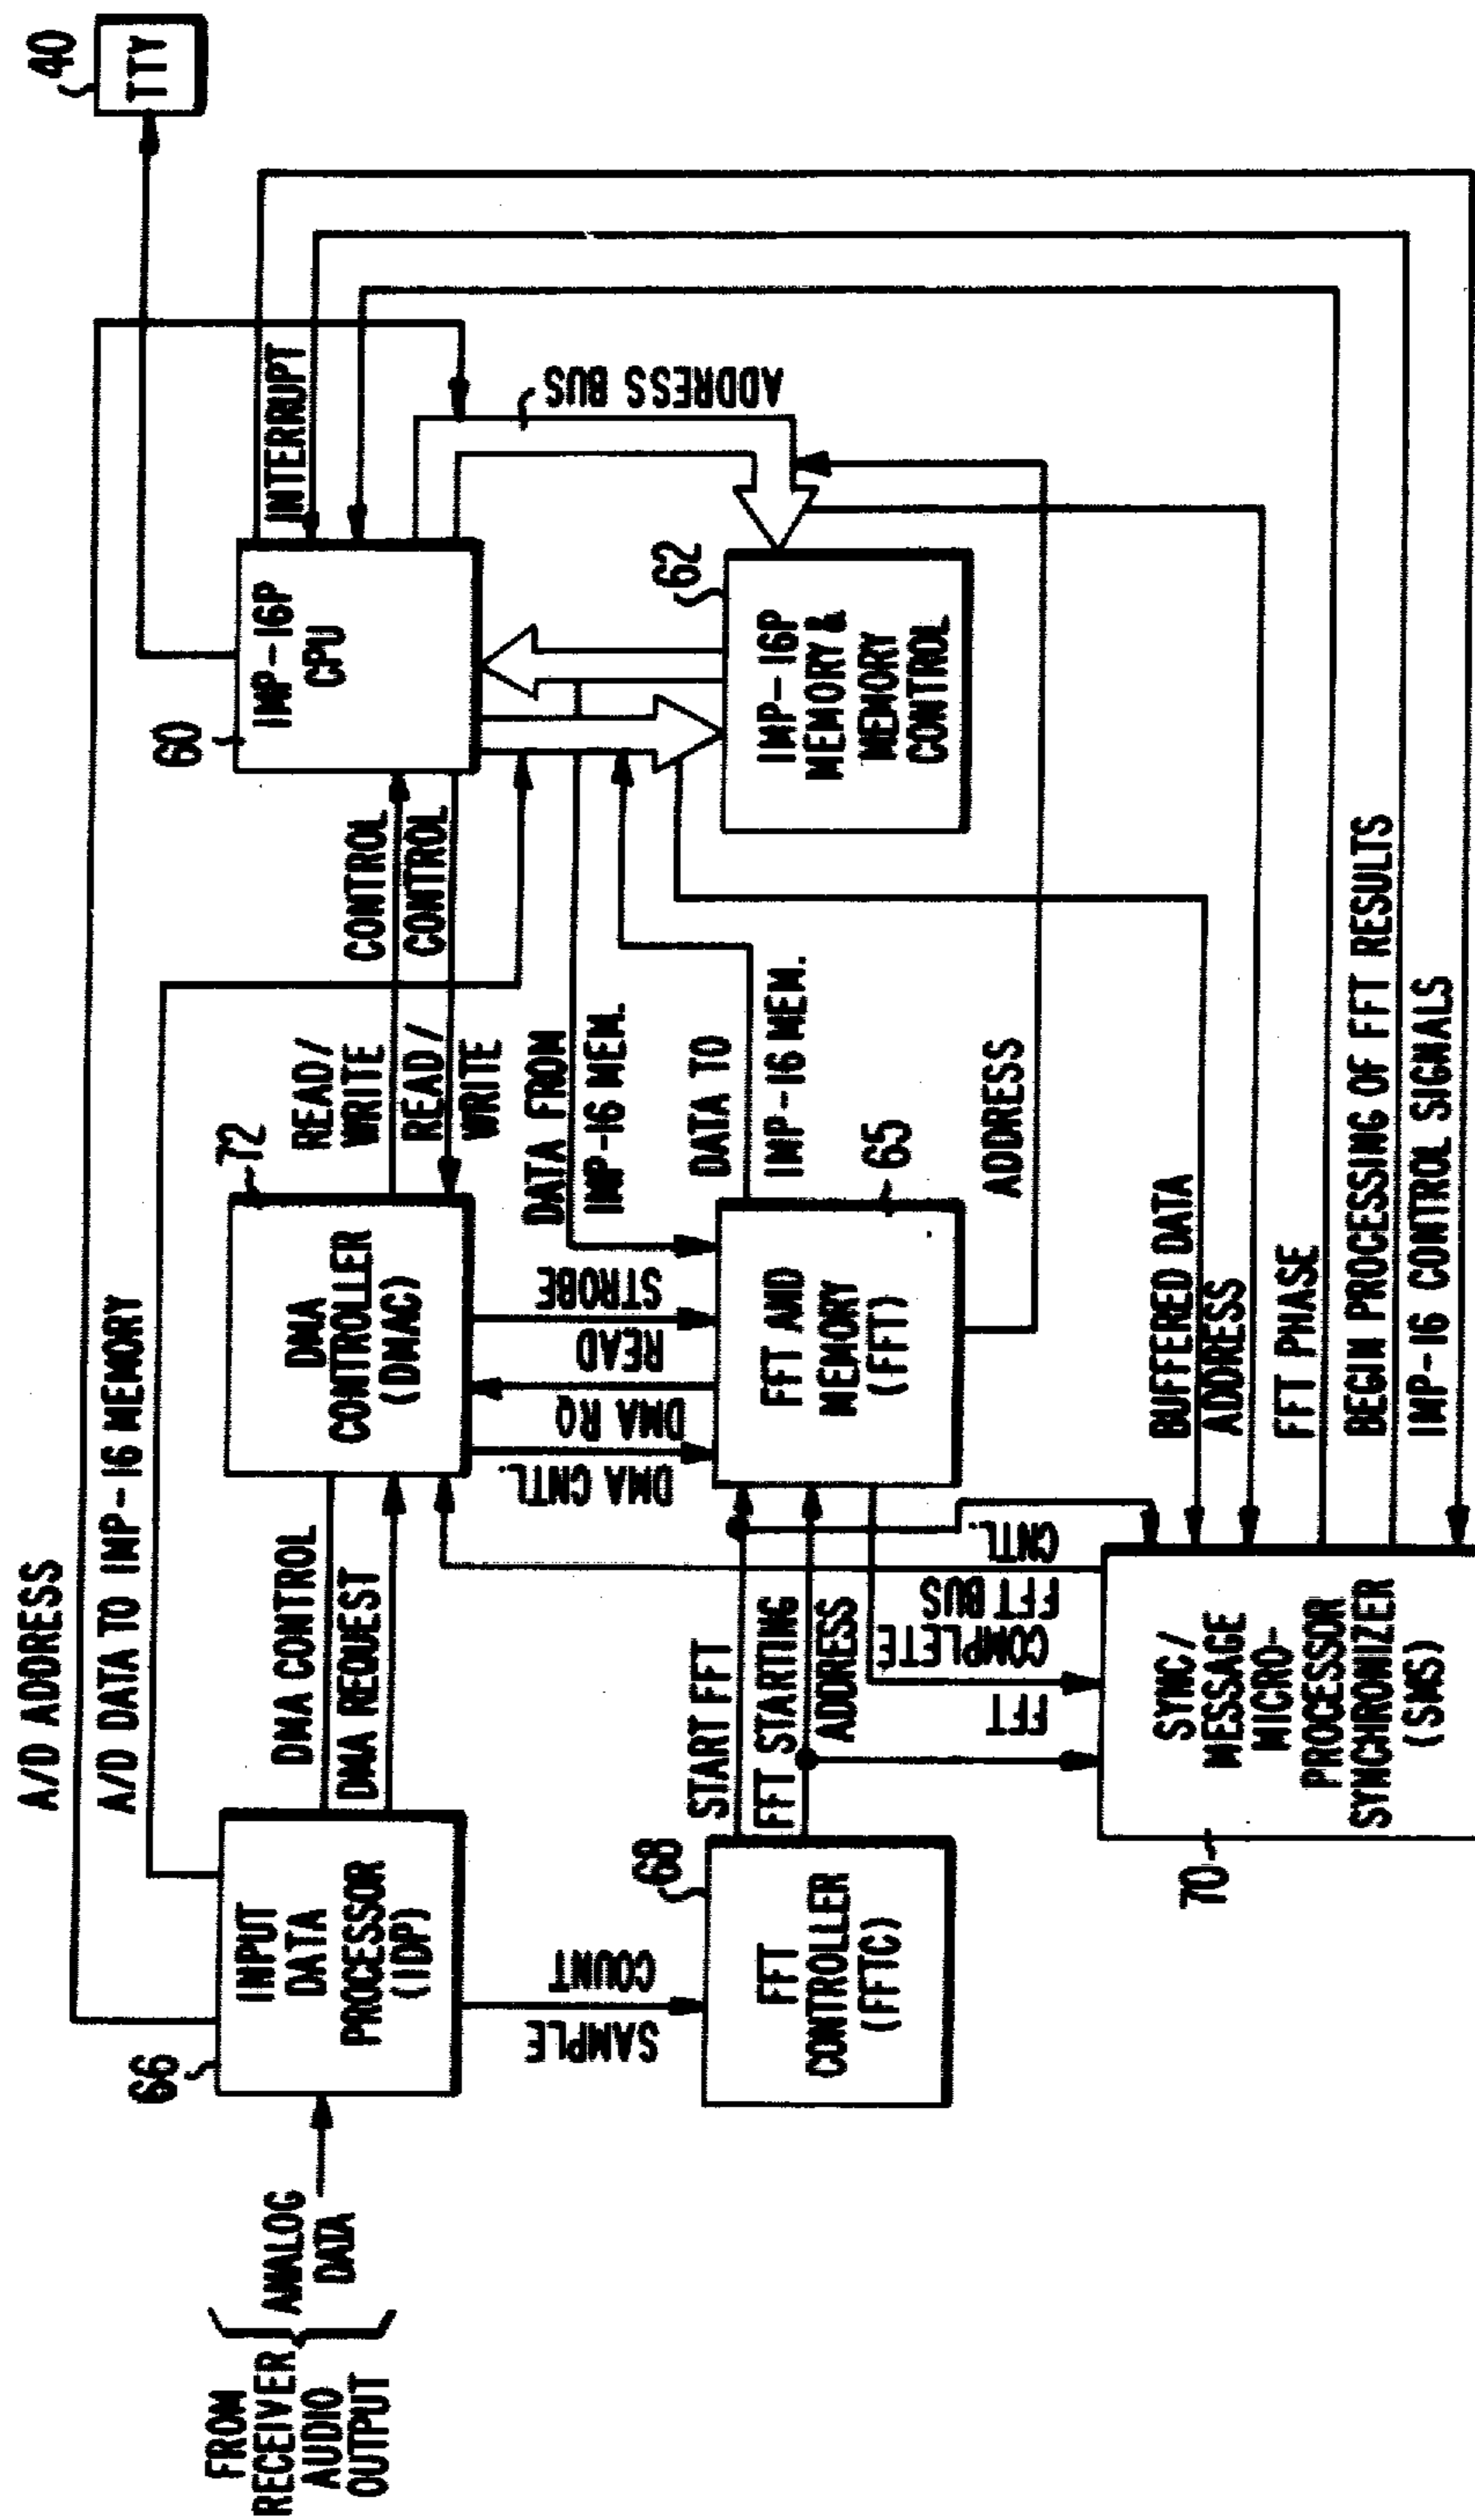 FROM
RECEIVER
AUDIO
OUTPUT
ANALOG
DATA
66
INPUT
DATA
PROCESSOR
(IDP)
A/D ADDRESS
A/D DATA TO IMP-16 MEMORY
DMA CONTROL
DMA REQUEST
72
DMA
CONTROLLER
(DMAC)
READ/
WRITE
CONTROL
READ/
WRITE
CONTROL
60
IMP-16P
CPU
INTERRUPT
40
TTY
ADDRESS BUS
62
IMP-16P
MEMORY &
MEMORY
CONTROL
DATA FROM
IMP-16 MEM.
DATA TO
IMP-16 MEM.
STROBE
READ
DMA RQ
DMA CNTL.
65
FFT AND
MEMORY
(FFT)
ADDRESS
SAMPLE
COUNT
68
FFT
CONTROLLER
(FFTC)
START FFT
FFT STARTING
ADDRESS
FFT
COMPLETE
FFT BUS
CNTL.
70
SYNC/
MESSAGE
MICRO-
PROCESSOR
SYNCHRONIZER
(SMS)
BUFFERED DATA
ADDRESS
FFT PHASE
BEGIN PROCESSING OF FFT RESULTS
IMP-16 CONTROL SIGNALS